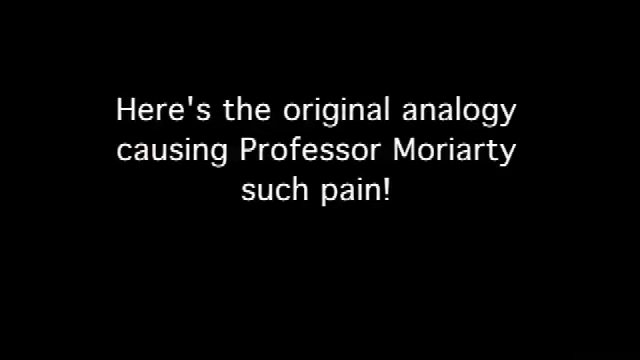 Here's the original analogy
causing Professor Moriarty
such pain!